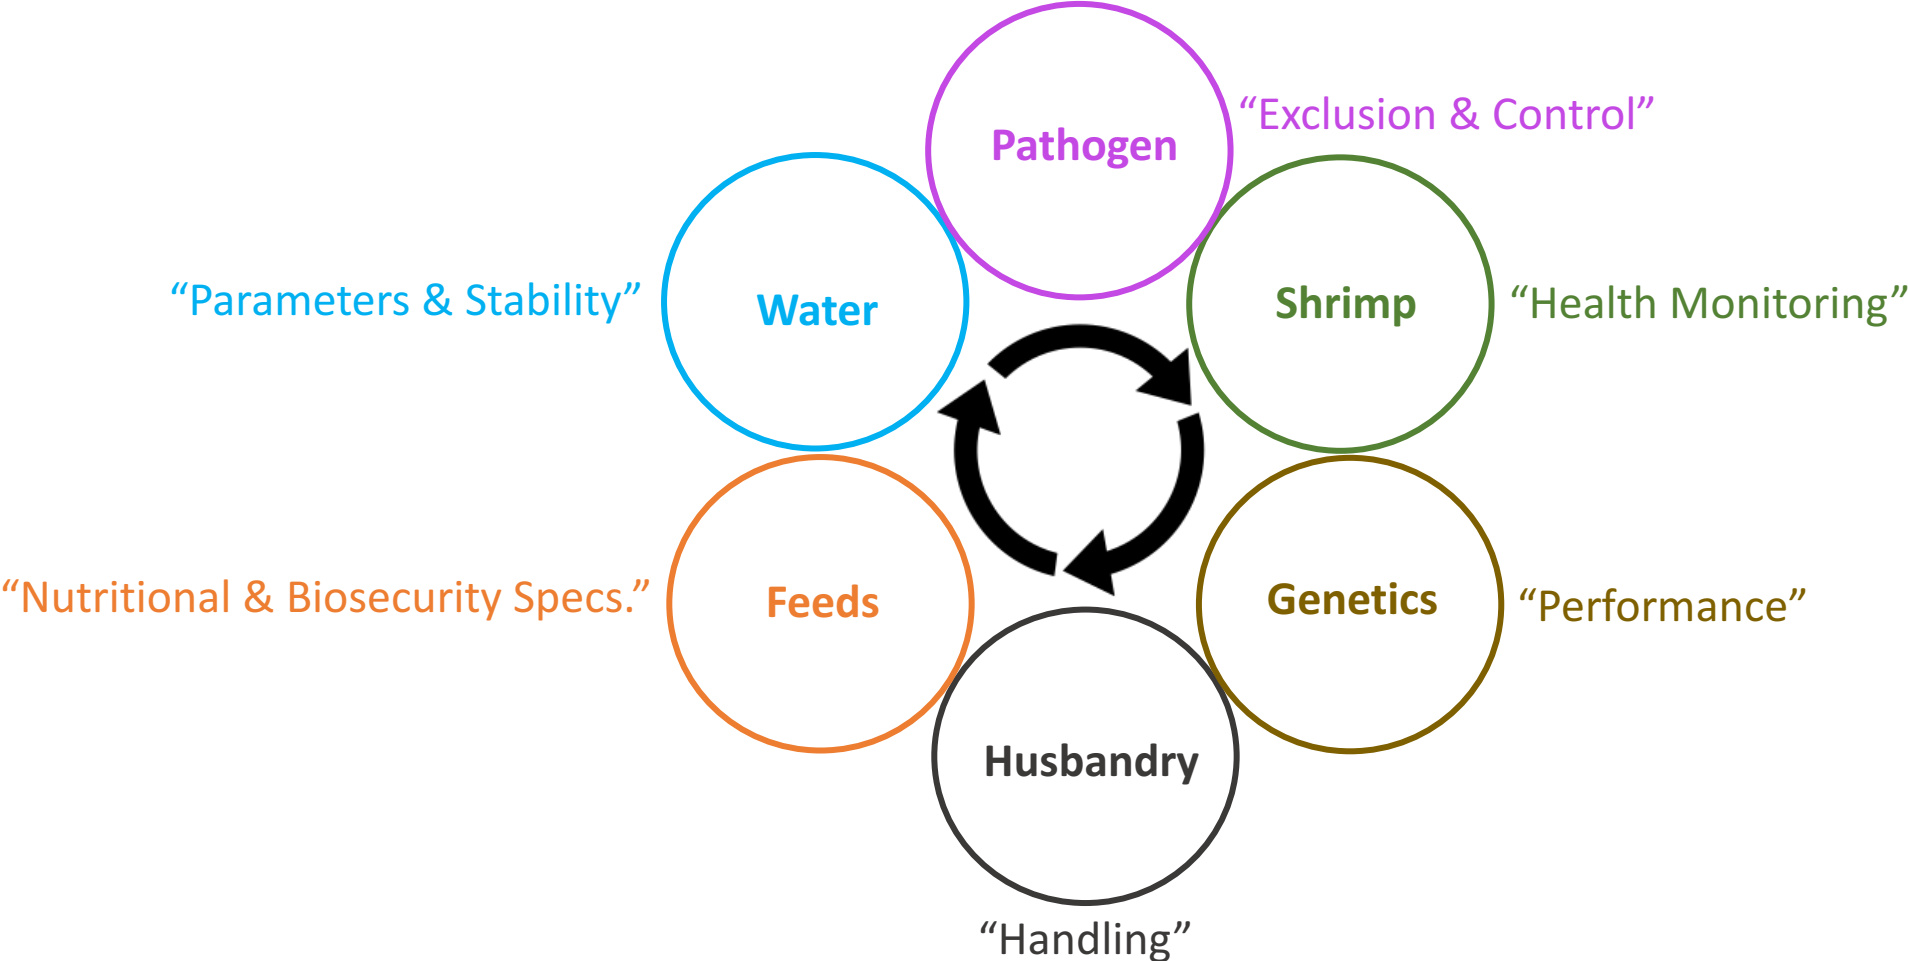 “Exclusion & Control”
Pathogen
“Parameters & Stability”
Water
Shrimp
“Health Monitoring”
“Nutritional & Biosecurity Specs.”
Feeds
Genetics
“Performance”
Husbandry
“Handling”